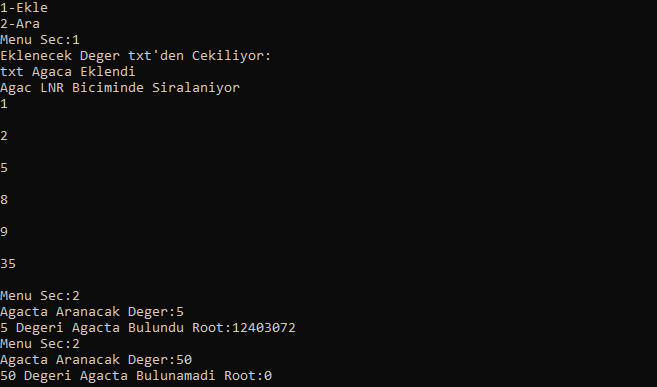 1-Ekle
2-Ara
Menu Sec:1
Eklenecek Deger txt'den Cekiliyor:
txt Agaca Eklendi
Agac LNR Biciminde Siralaniyor
1
2
5
8
9
35
Menu Sec:2
Agacta Aranacak Deger:5
5 Degeri Agacta Bulundu Root:12403072
Menu Sec:2
Agacta Aranacak Deger:50
50 Degeri Agacta Bulunamadi Root:0